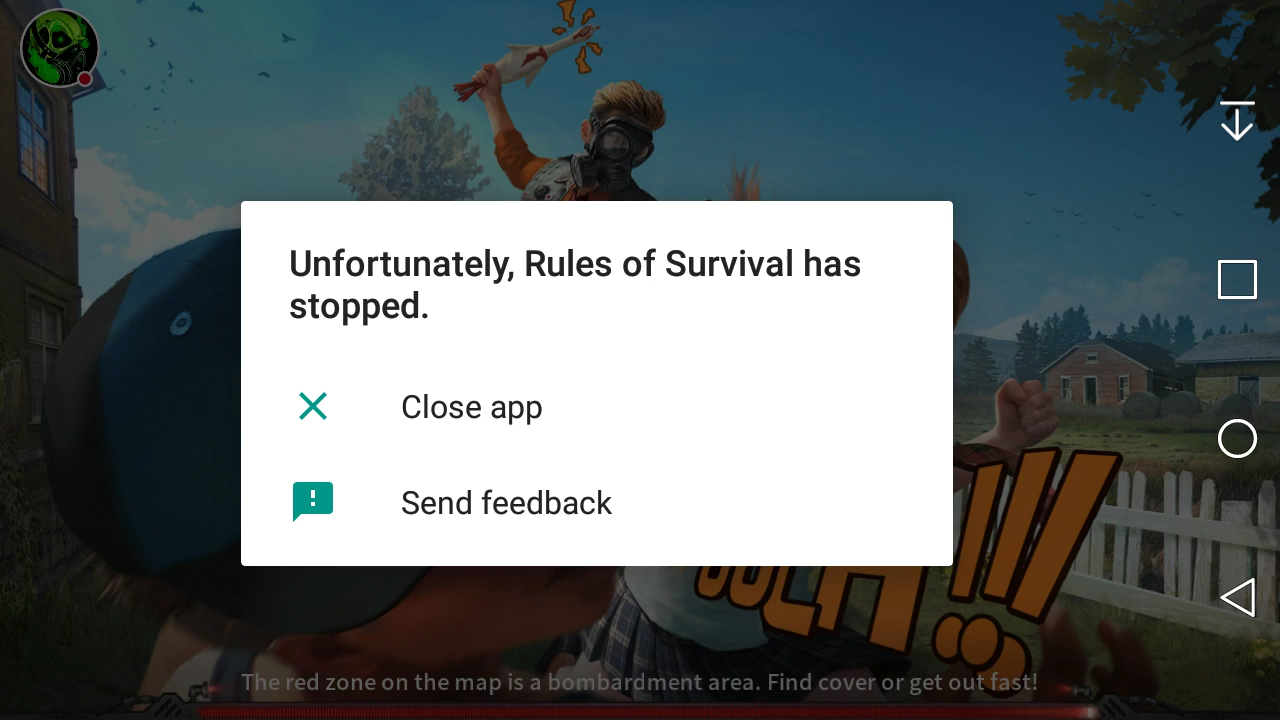 Unfortunately, Rules of Survival has
stopped.
Close app
Send feedback
The red zone on the map is a bombardment area. Find cover or get out fast!